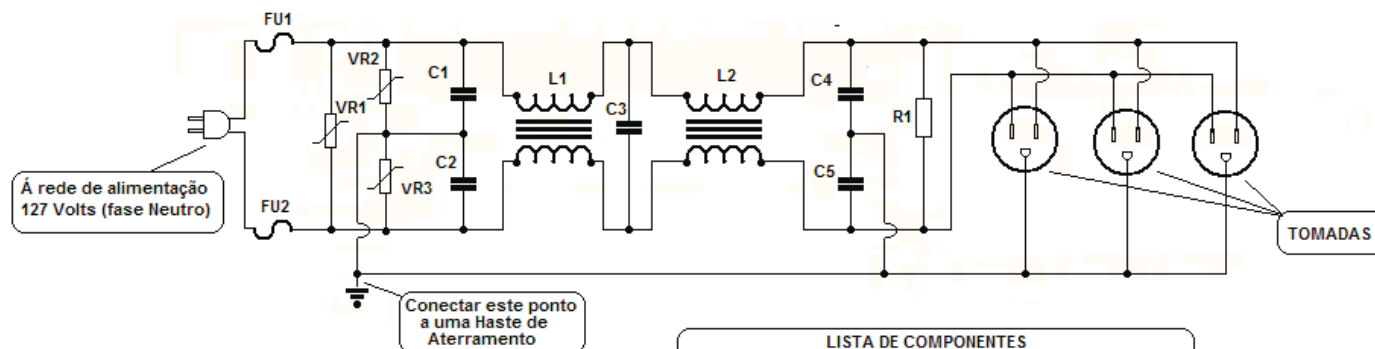 FU1
VR2
C1
L1
L2
C4
C3
VR1
R1
C2
C5
VR3
Á rede de alimentação
127 Volts (fase Neutro)
FU2
TOMADAS
Conectar este ponto
a uma Haste de
Aterramento
LISTA DE COMPONENTES